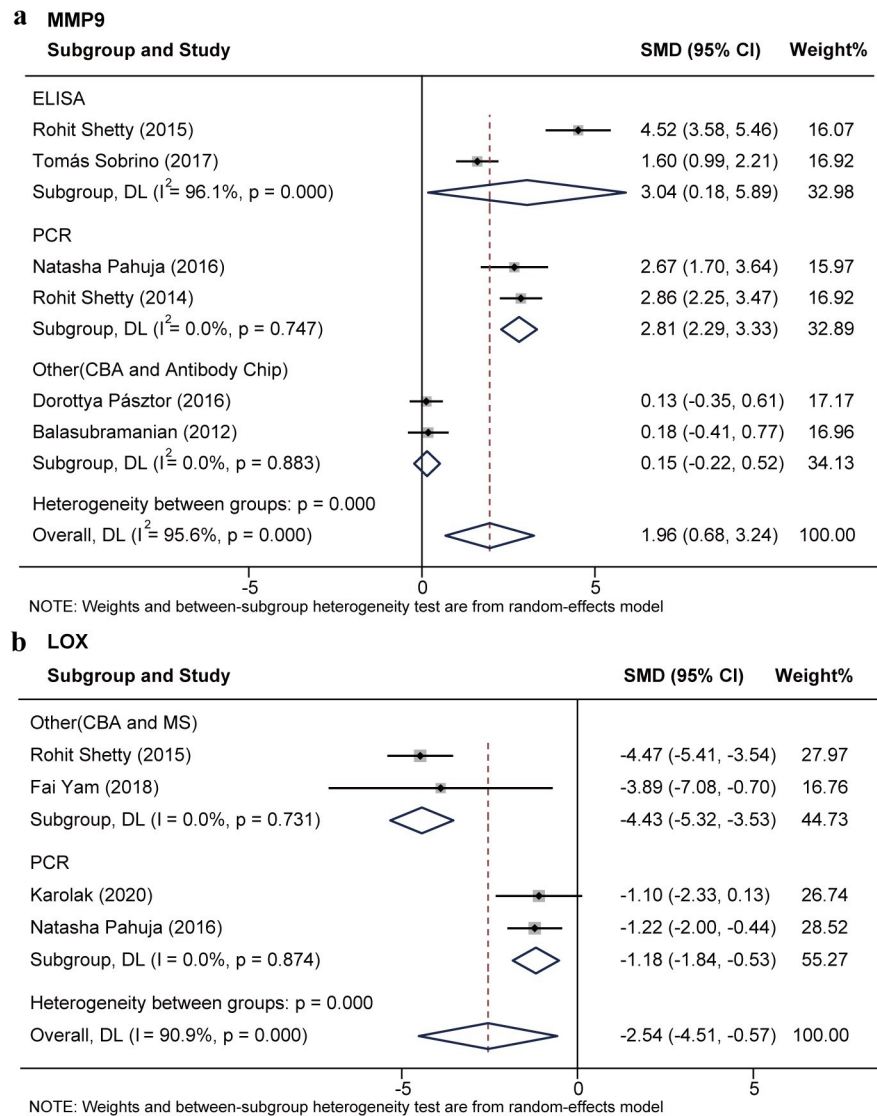 a MMP9
Subgroup and Study SMD (95% CI) Weight%
ELISA
Rohit Shetty (2015) 4.52 (3.58, 5.46) 16.07
Tomás Sobrino (2017) 1.60 (0.99, 2.21) 16.92
Subgroup, DL (I²= 96.1%, p = 0.000) 3.04 (0.18, 5.89) 32.98
PCR
Natasha Pahuja (2016) 2.67 (1.70, 3.64) 15.97
Rohit Shetty (2014) 2.86 (2.25, 3.47) 16.92
Subgroup, DL (I²= 0.0%, p = 0.747) 2.81 (2.29, 3.33) 32.89
Other(CBA and Antibody Chip)
Dorottya Pásztor (2016) 0.13 (-0.35, 0.61) 17.17
Balasubramanian (2012) 0.18 (-0.41, 0.77) 16.96
Subgroup, DL (I²= 0.0%, p = 0.883) 0.15 (-0.22, 0.52) 34.13
Heterogeneity between groups: p = 0.000
Overall, DL (I²= 95.6%, p = 0.000) 1.96 (0.68, 3.24) 100.00
-5 0 5
NOTE: Weights and between-subgroup heterogeneity test are from random-effects model
b LOX
Subgroup and Study SMD (95% CI) Weight%
Other(CBA and MS)
Rohit Shetty (2015) -4.47 (-5.41, -3.54) 27.97
Fai Yam (2018) -3.89 (-7.08, -0.70) 16.76
Subgroup, DL (I = 0.0%, p = 0.731) -4.43 (-5.32, -3.53) 44.73
PCR
Karolak (2020) -1.10 (-2.33, 0.13) 26.74
Natasha Pahuja (2016) -1.22 (-2.00, -0.44) 28.52
Subgroup, DL (I = 0.0%, p = 0.874) -1.18 (-1.84, -0.53) 55.27
Heterogeneity between groups: p = 0.000
Overall, DL (I = 90.9%, p = 0.000) -2.54 (-4.51, -0.57) 100.00
-5 0 5
NOTE: Weights and between-subgroup heterogeneity test are from random-effects model